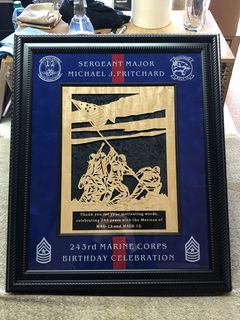 12
SERGEANT MAJOR
MICHAEL J. PRITCHARD
Thank you for your motivating words,
celebrating 243 years with the Marines of
MAG-12 and MALS-12.
243rd MARINE CORPS
BIRTHDAY CELEBRATION